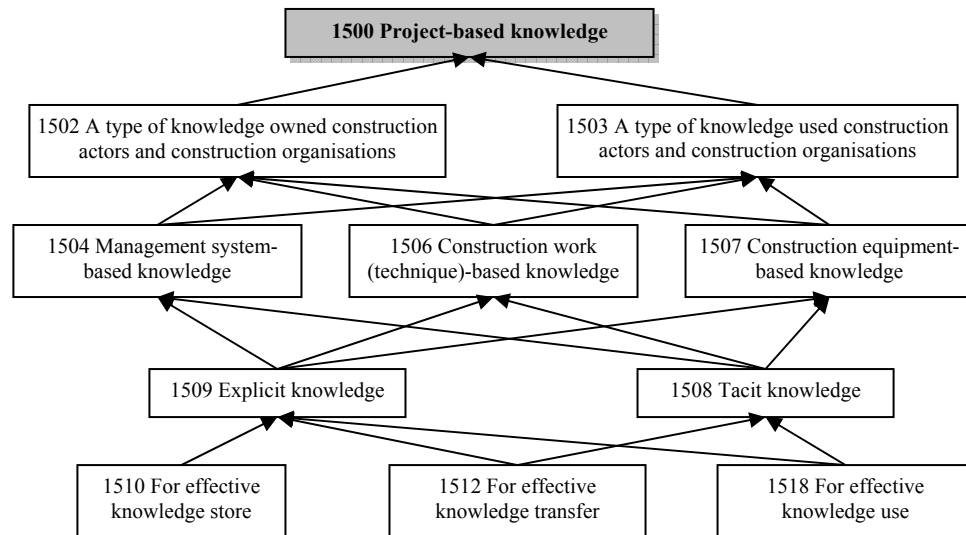 1500 Project-based knowledge
1502 A type of knowledge owned construction
actors and construction organisations
1503 A type of knowledge used construction
actors and construction organisations
1504 Management system-
based knowledge
1506 Construction work
(technique)-based knowledge
1507 Construction equipment-
based knowledge
1509 Explicit knowledge
1508 Tacit knowledge
1510 For effective
knowledge store
1512 For effective
knowledge transfer
1518 For effective
knowledge use